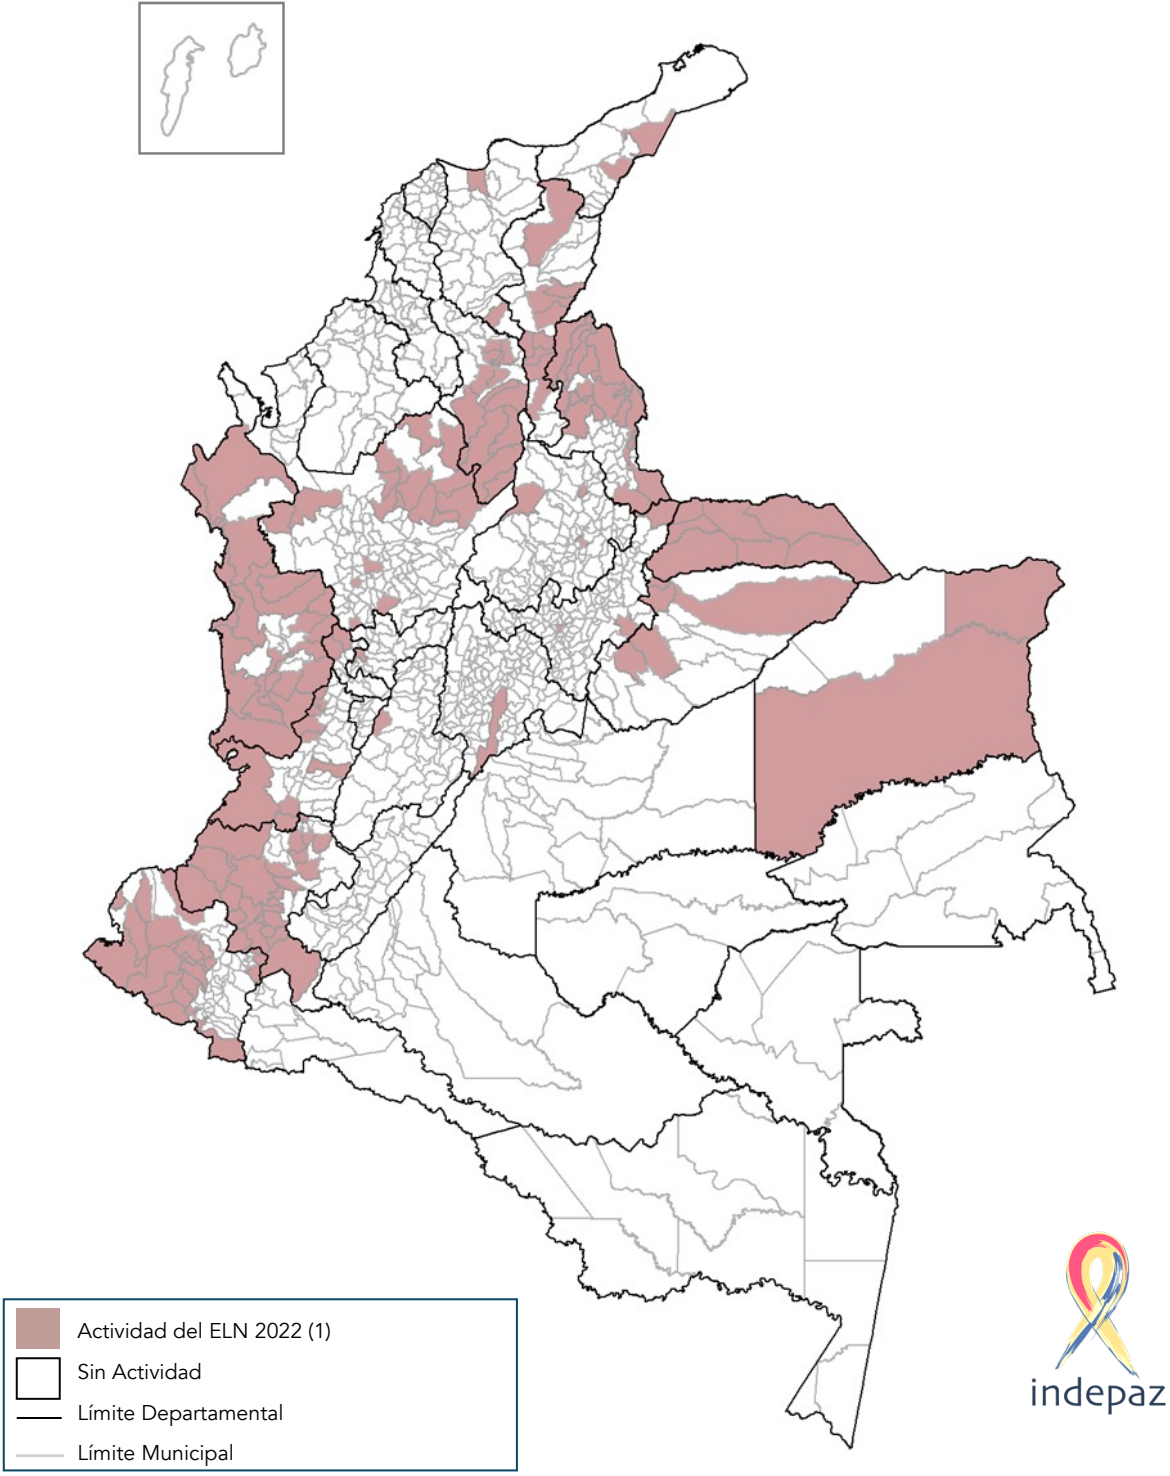 Actividad del ELN 2022 (1)
Sin Actividad
Límite Departamental
Límite Municipal
indepaz